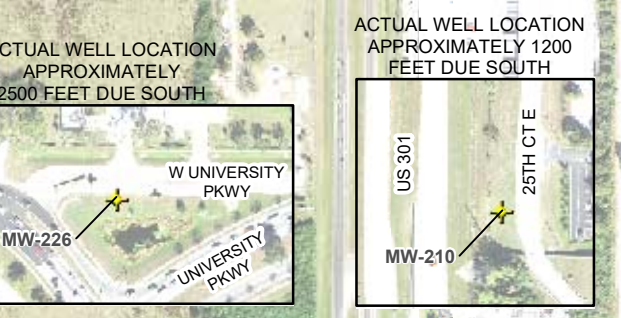 CTUAL WELL LOCATION
APPROXIMATELY
2500 FEET DUE SOUTH
W UNIVERSITY
PKWY
MW-226
UNIVERSITY
PKWY
ACTUAL WELL LOCATION
APPROXIMATELY 1200
FEET DUE SOUTH
US 301
25TH CT E
MW-210